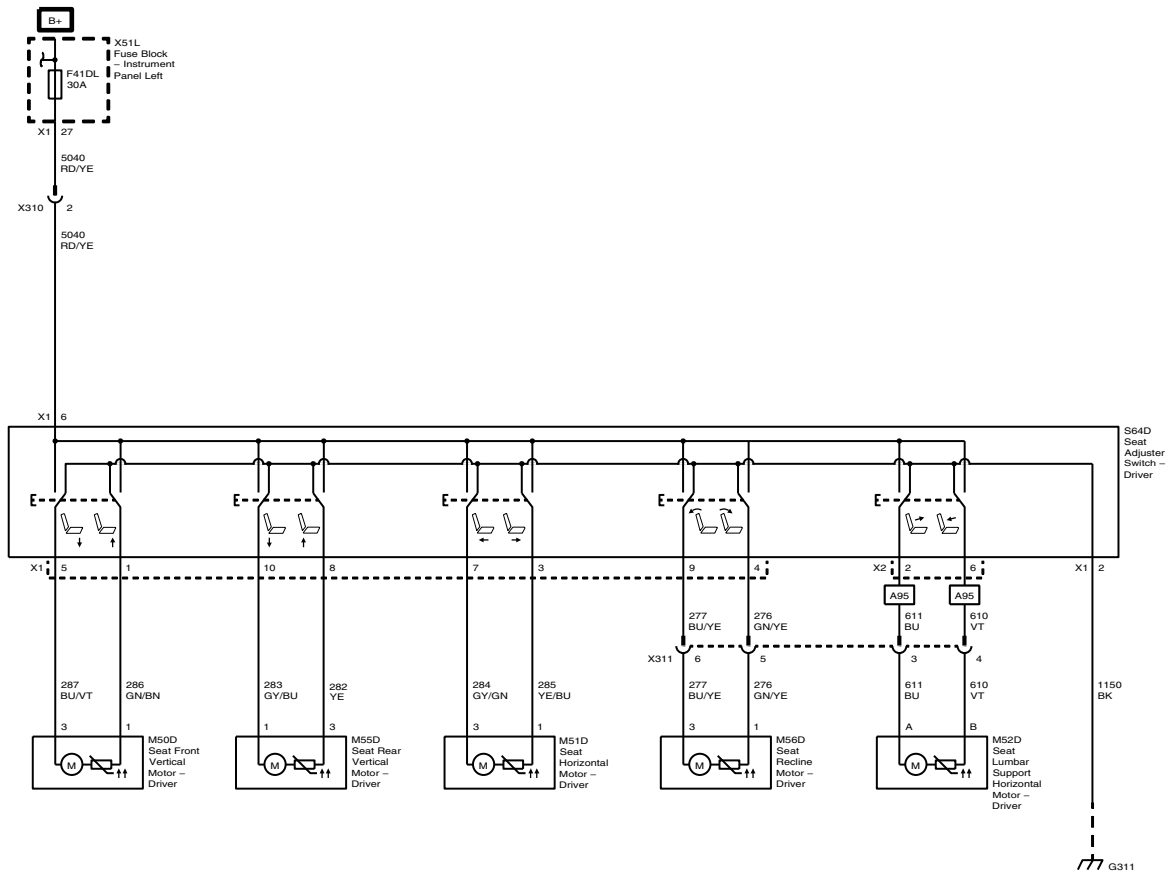 B+
X51L
Fuse Block
– Instrument
Panel Left
F41DL
30A
X1 27
5040
RD/YE
X310 2
5040
RD/YE
X1 6
S64D
Seat
Adjuster
Switch –
Driver
X1 5 1 10 8 7 3 9 4 X2 2 6 X1 2
A95 A95
277
BU/YE
276
GN/YE
611
BU
610
VT
X311 6 5 3 4
287
BU/VT
286
GN/BN
283
GY/BU
282
YE
284
GY/GN
285
YE/BU
277
BU/YE
276
GN/YE
611
BU
610
VT
1150
BK
3 1 1 3 3 1 3 1 A B
M
M50D
Seat Front
Vertical
Motor –
Driver
M
M55D
Seat Rear
Vertical
Motor –
Driver
M
M51D
Seat
Horizontal
Motor –
Driver
M
M56D
Seat
Recline
Motor –
Driver
M
M52D
Seat
Lumbar
Support
Horizontal
Motor –
Driver
G311